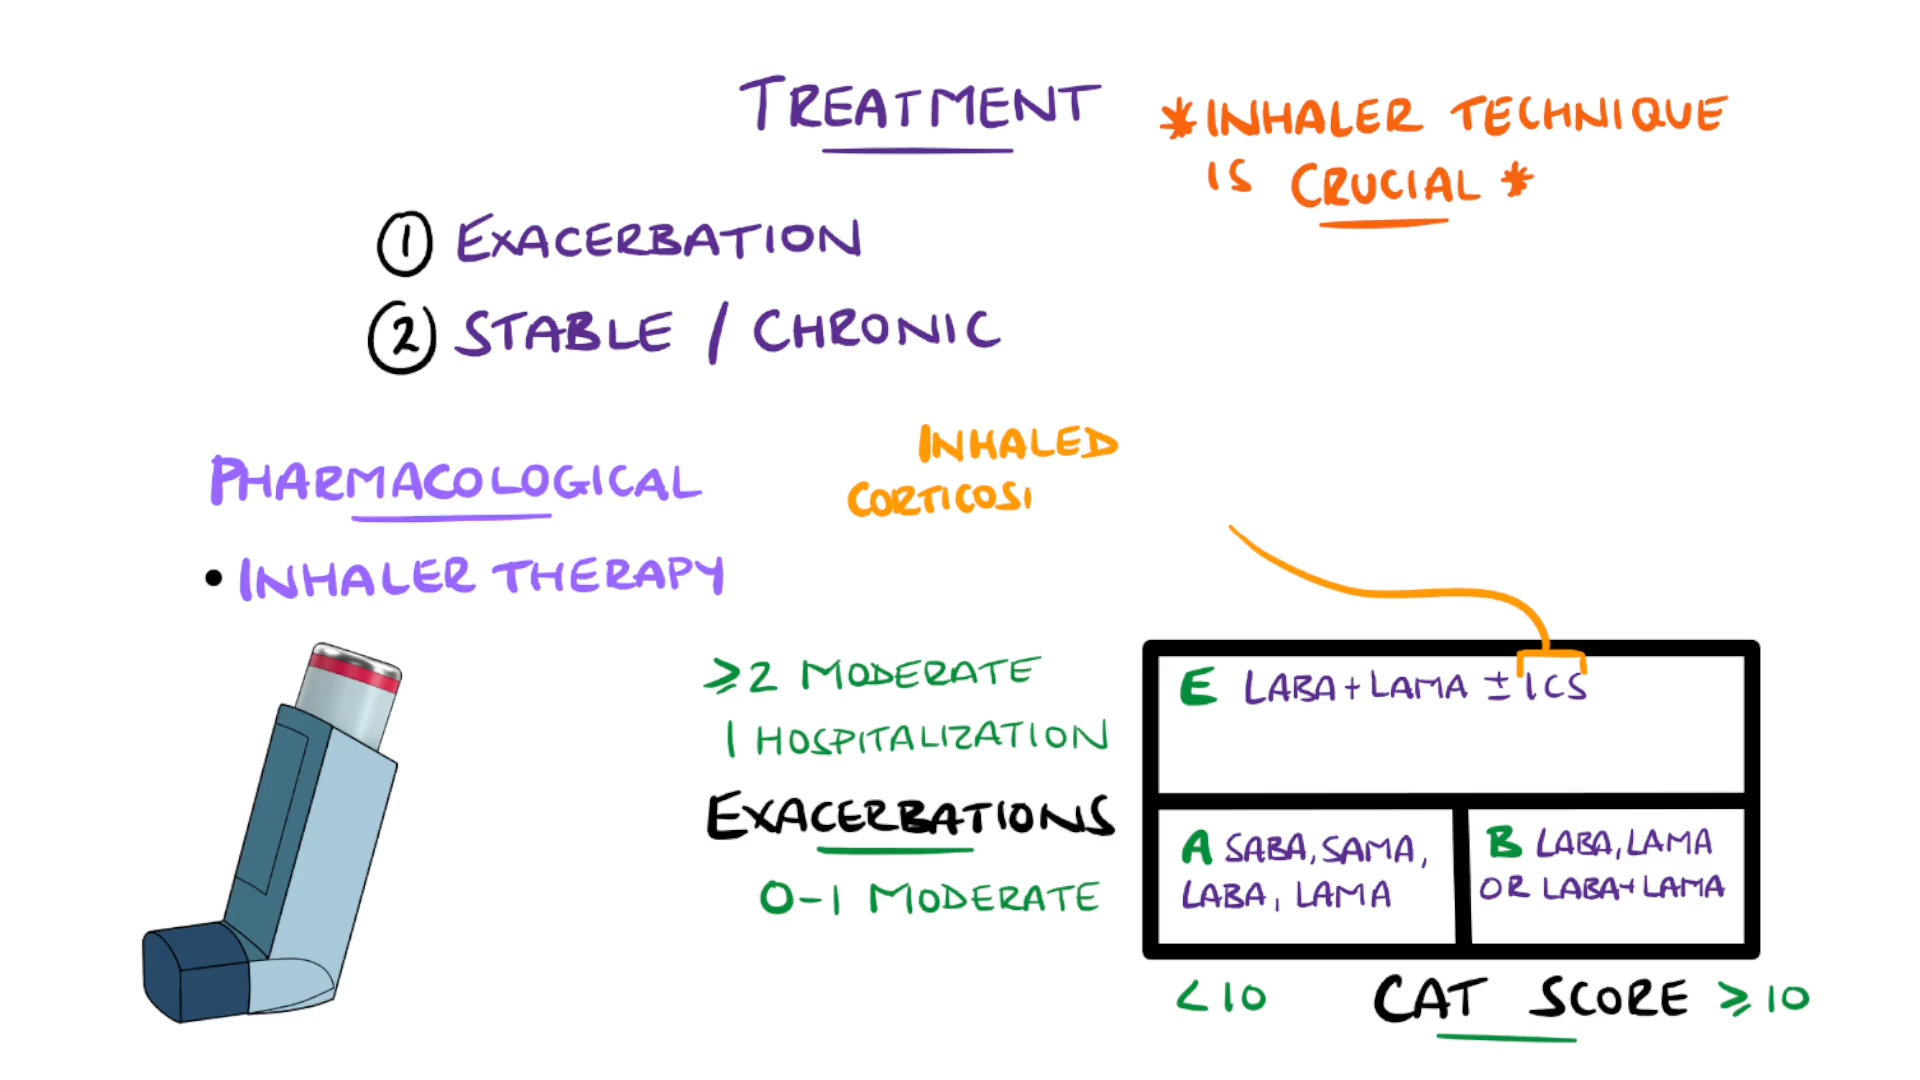 TREATMENT
*INHALER TECHNIQUE
IS CRUCIAL*
① EXACERBATION
② STABLE / CHRONIC
PHARMACOLOGICAL
• INHALER THERAPY
INHALED
CORTICOSI
≥2 MODERATE
1 HOSPITALIZATION
EXACERBATIONS
0-1 MODERATE
E LABA+LAMA ± ICS
A SABA, SAMA,
LABA, LAMA
B LABA, LAMA
OR LABA+LAMA
<10 CAT SCORE ≥10